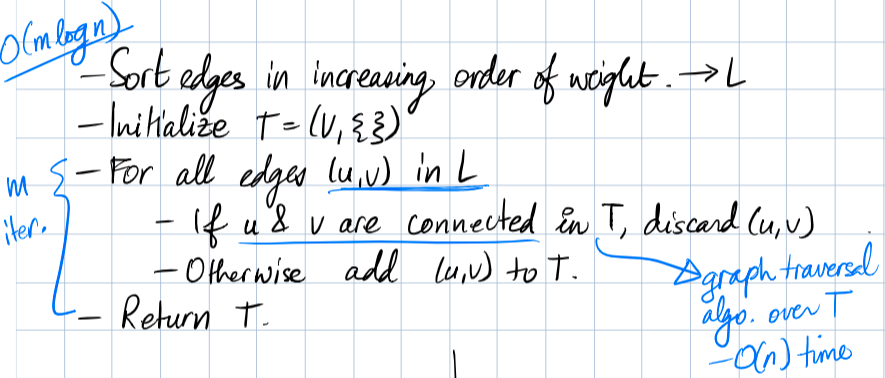 O(m log n)
- Sort edges in increasing order of weight. → L
- Initialize T = (V, {})
- For all edges (u,v) in L
m iter.
- If u & v are connected in T, discard (u,v)
- Otherwise add (u,v) to T.
→ graph traversal
algo. over T
- O(n) time
- Return T.